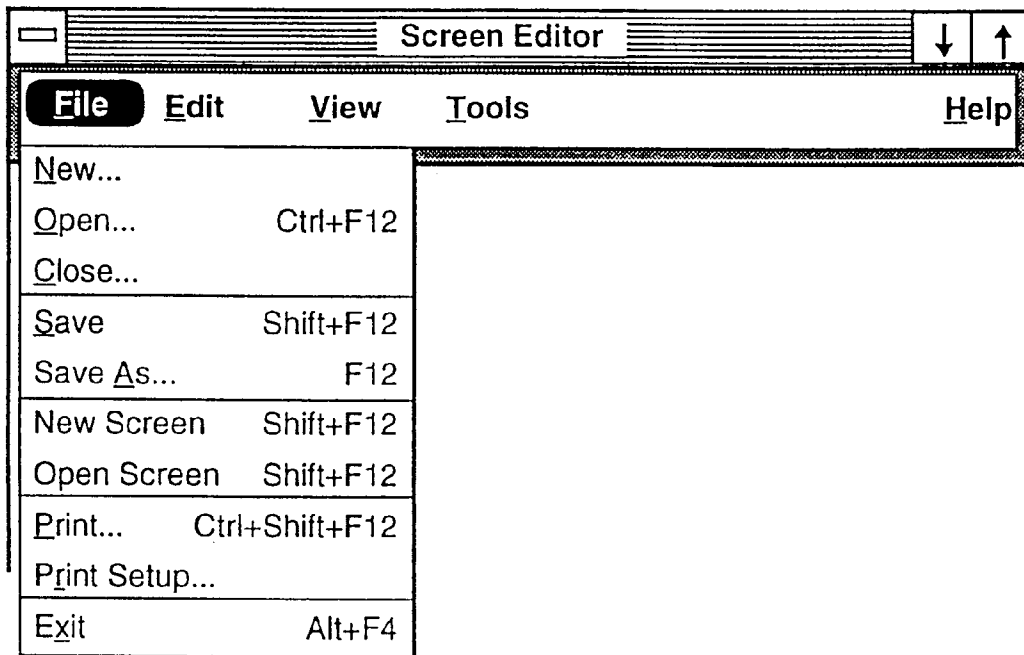 Screen Editor
File Edit View Tools Help
New...
Open... Ctrl+F12
Close...
Save Shift+F12
Save As... F12
New Screen Shift+F12
Open Screen Shift+F12
Print... Ctrl+Shift+F12
Print Setup...
Exit Alt+F4